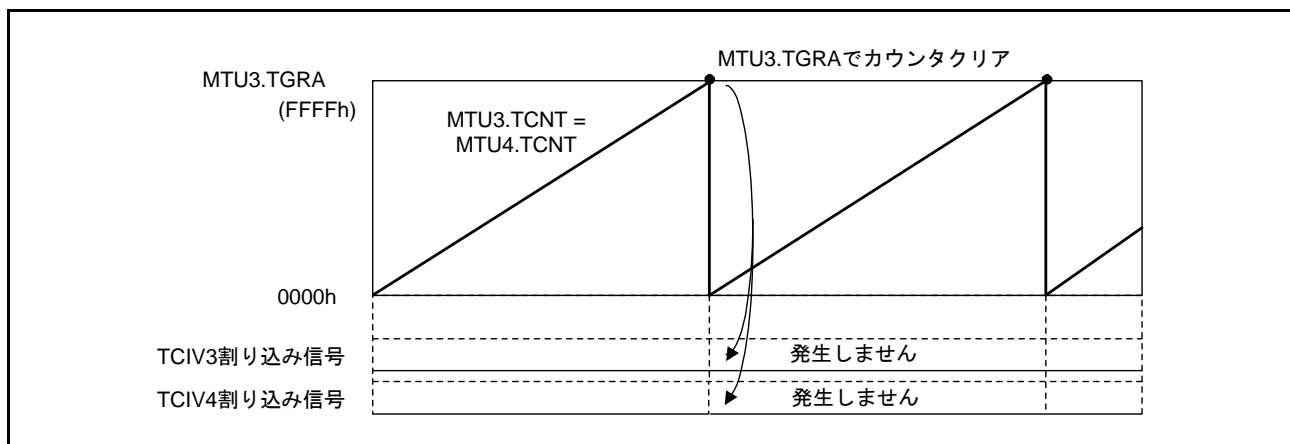 MTU3.TGRAでカウンタクリア
MTU3.TGRA
(FFFFh)
MTU3.TCNT =
MTU4.TCNT
0000h
TCIV3割り込み信号
発生しません
TCIV4割り込み信号
発生しません